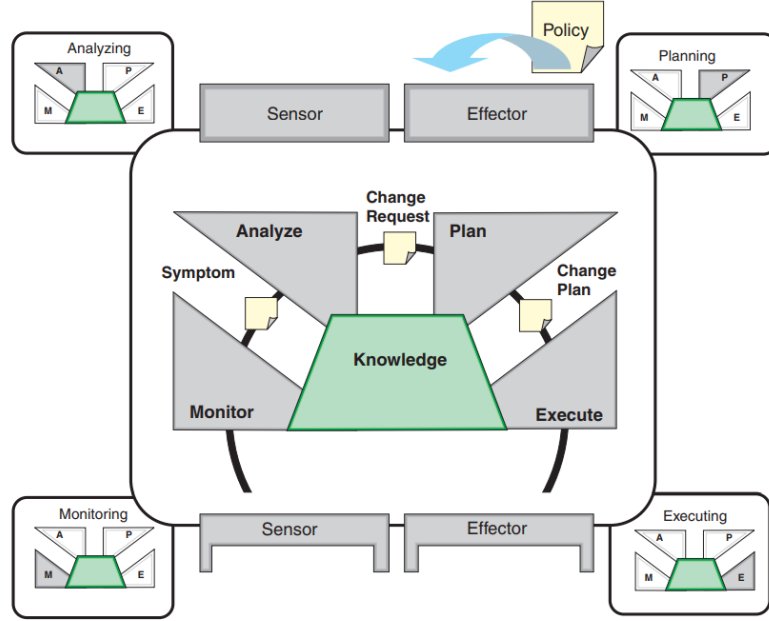 Analyzing
A
P
M
E
Policy
Planning
A
P
M
E
Sensor
Effector
Change
Request
Analyze
Plan
Symptom
Change
Plan
Knowledge
Monitor
Execute
Monitoring
A
P
M
E
Sensor
Effector
Executing
A
P
M
E